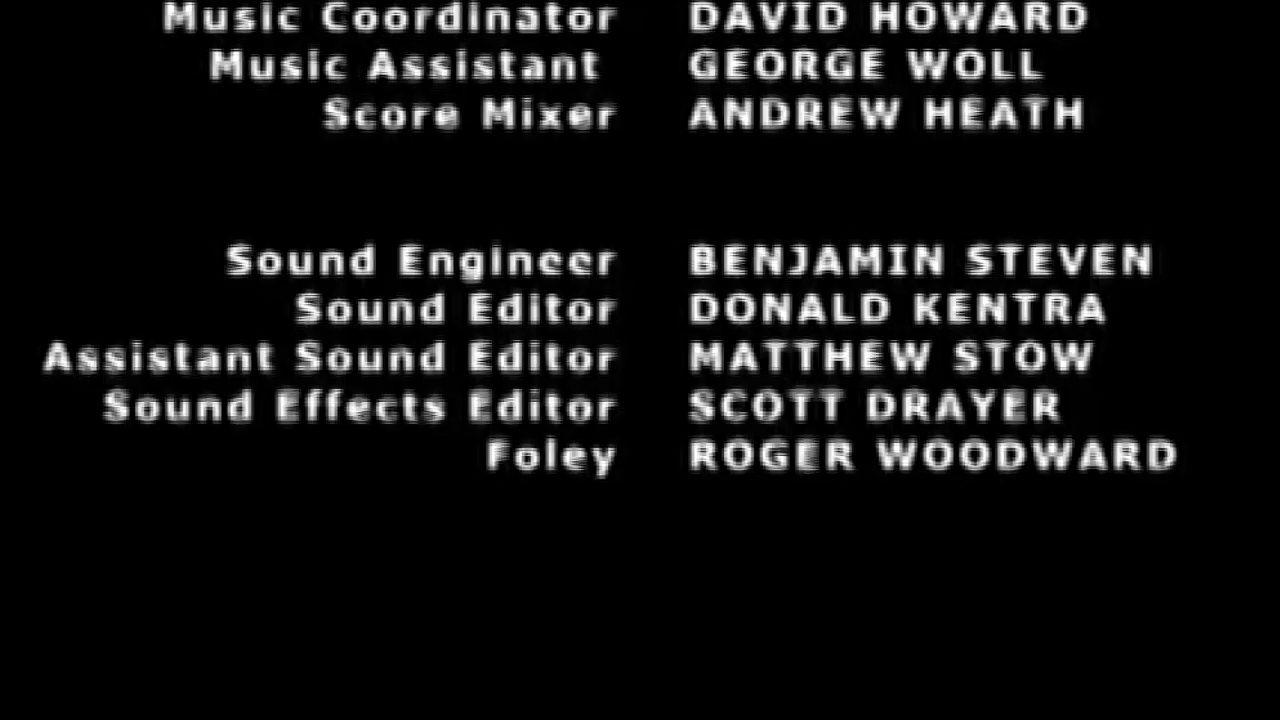 Music Coordinator DAVID HOWARD
Music Assistant GEORGE WOLL
Score Mixer ANDREW HEATH
Sound Engineer BENJAMIN STEVEN
Sound Editor DONALD KENTRA
Assistant Sound Editor MATTHEW STOW
Sound Effects Editor SCOTT DRAYER
Foley ROGER WOODWARD